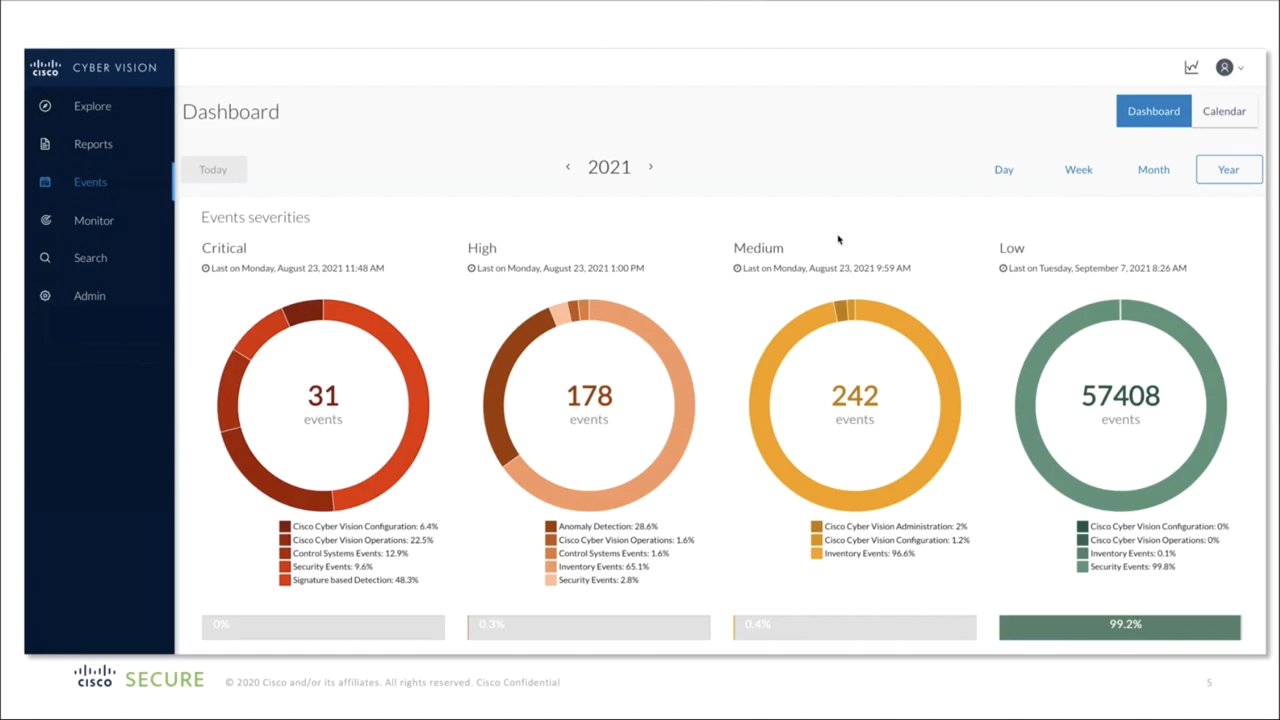 CISCO CYBER VISION
Explore
Reports
Events
Monitor
Search
Admin
Dashboard
Dashboard
Calendar
Today
< 2021 >
Day
Week
Month
Year
Events severities
Critical
Last on Monday, August 23, 2021 11:48 AM
31
events
Cisco Cyber Vision Configuration: 6.4%
Cisco Cyber Vision Operations: 22.5%
Control Systems Events: 12.9%
Security Events: 9.6%
Signature based Detection: 48.3%
0%
High
Last on Monday, August 23, 2021 1:00 PM
178
events
Anomaly Detection: 28.6%
Cisco Cyber Vision Operations: 1.6%
Control Systems Events: 1.6%
Inventory Events: 65.1%
Security Events: 2.8%
0.3%
Medium
Last on Monday, August 23, 2021 9:59 AM
242
events
Cisco Cyber Vision Administration: 2%
Cisco Cyber Vision Configuration: 1.2%
Inventory Events: 96.6%
0.4%
Low
Last on Tuesday, September 7, 2021 8:26 AM
57408
events
Cisco Cyber Vision Configuration: 0%
Cisco Cyber Vision Operations: 0%
Inventory Events: 0.1%
Security Events: 99.8%
99.2%
CISCO SECURE
© 2020 Cisco and/or its affiliates. All rights reserved. Cisco Confidential
5